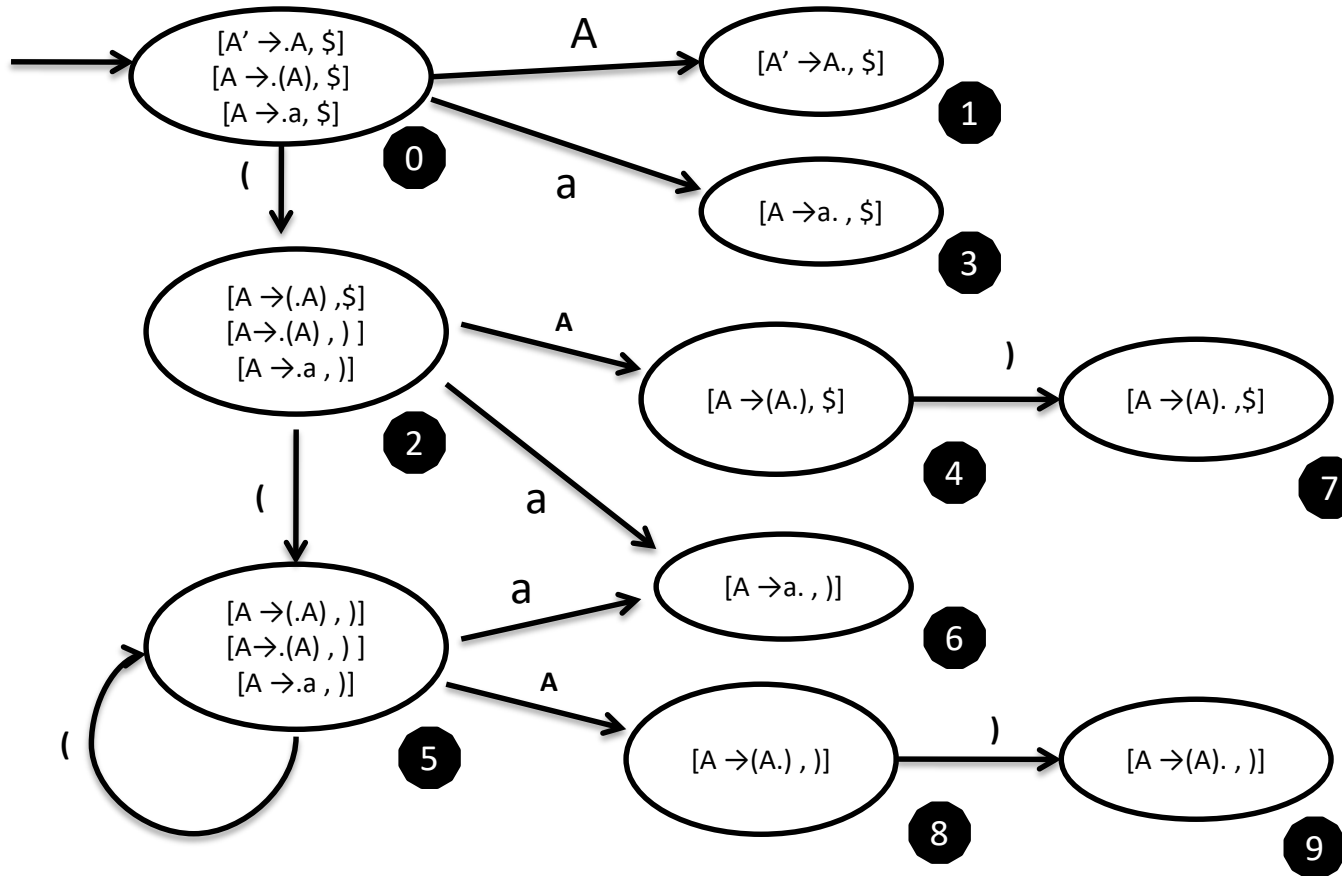 [A' →.A, $]
[A →.(A), $]
[A →.a, $]
0
A
[A' →A., $]
1
a
[A →a. , $]
3
(
[A →(.A) ,$]
[A→.(A) , ) ]
[A →.a , )]
2
A
[A →(A.), $]
4
)
[A →(A). ,$]
7
a
(
[A →(.A) , )]
[A→.(A) , ) ]
[A →.a , )]
5
a
[A →a. , )]
6
A
[A →(A.) , )]
8
)
[A →(A). , )]
9
(